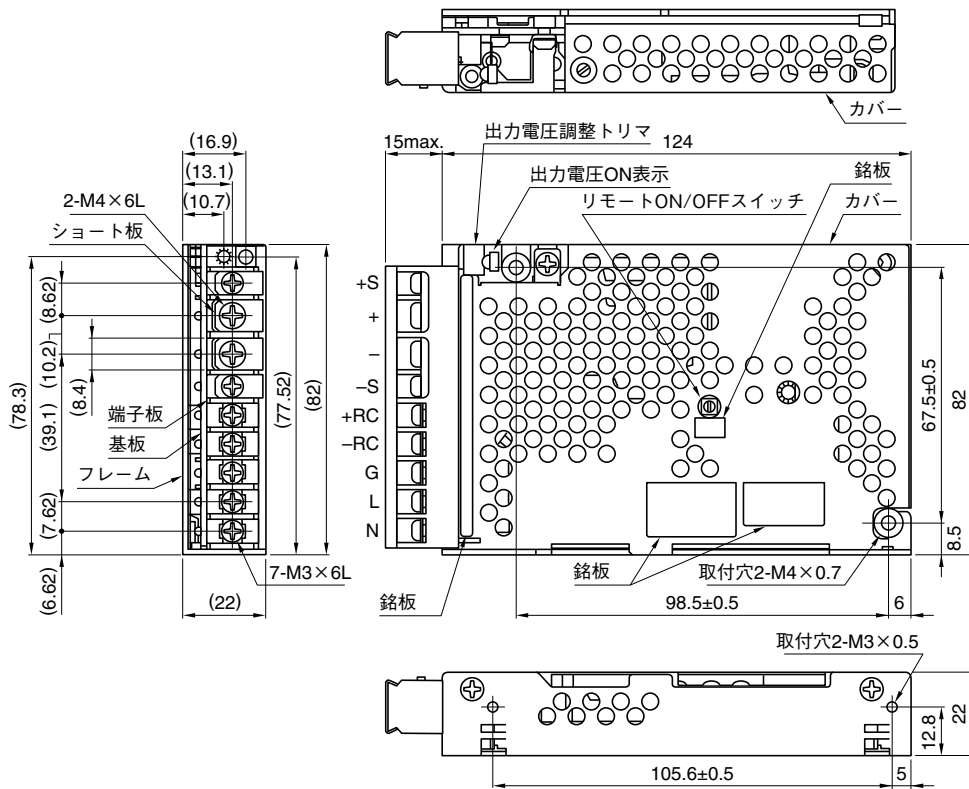 カバー
出力電圧調整トリマ
15max.
124
(16.9)
(13.1)
(10.7)
出力電圧ON表示
銘板
2-M4×6L
リモートON/OFFスイッチ
カバー
ショート板
+S
+
−
−S
+RC
−RC
G
L
N
(8.62)
(10.2)
(8.4)
(78.3)
(39.1)
(7.62)
(6.62)
(77.52)
(82)
67.5±0.5
82
8.5
端子板
基板
フレーム
7-M3×6L
(22)
銘板
銘板
取付穴2-M4×0.7
98.5±0.5
6
取付穴2-M3×0.5
22
12.8
105.6±0.5
5